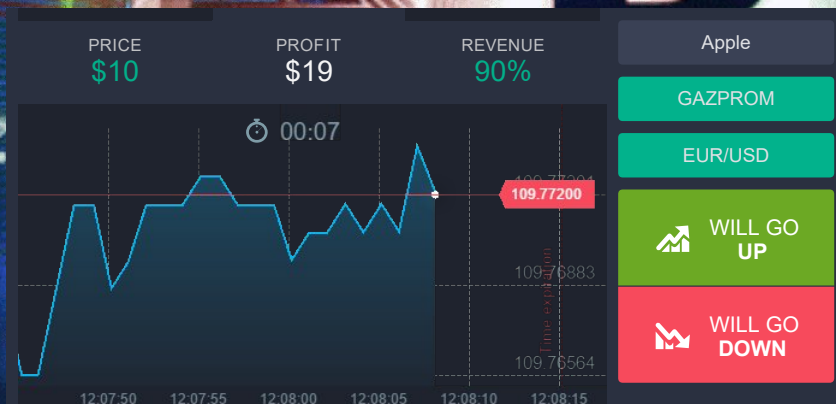 PRICE
$10
PROFIT
$19
REVENUE
90%
Apple
GAZPROM
EUR/USD
WILL GO
UP
WILL GO
DOWN
00:07
109.77200
109.76883
Time expiration
109.76564
12:07:50
12:07:55
12:08:00
12:08:05
12:08:10
12:08:15